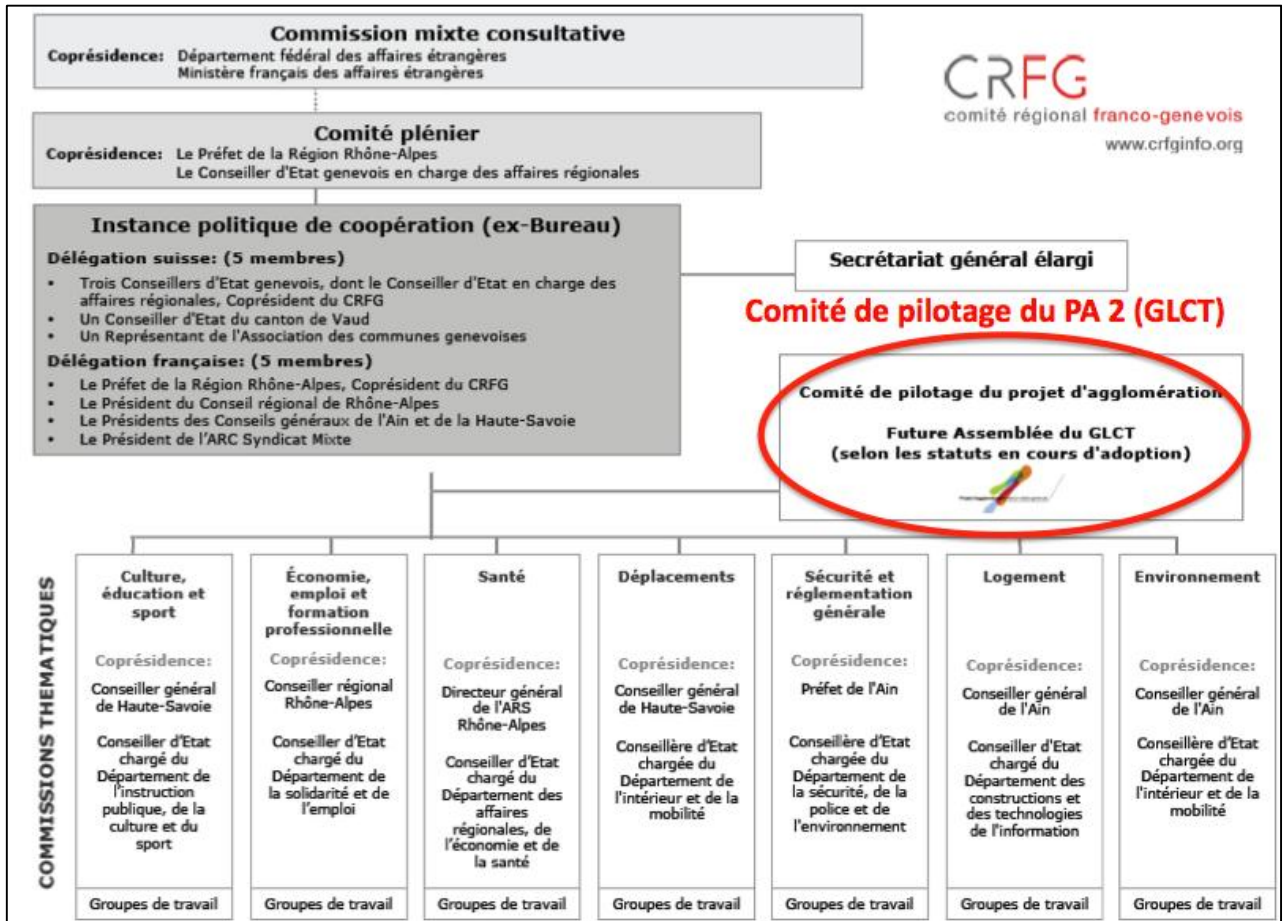 Commission mixte consultative
Coprésidence: Département fédéral des affaires étrangères
Ministère français des affaires étrangères
CRFG
comité régional franco-genevois
www.crfginfo.org
Comité plénier
Coprésidence: Le Préfet de la Région Rhône-Alpes
Le Conseiller d'Etat genevois en charge des affaires régionales
Instance politique de coopération (ex-Bureau)
Délégation suisse: (5 membres)
▪ Trois Conseillers d'Etat genevois, dont le Conseiller d'Etat en charge des
affaires régionales, Coprésident du CRFG
▪ Un Conseiller d'Etat du canton de Vaud
▪ Un Représentant de l'Association des communes genevoises
Délégation française: (5 membres)
▪ Le Préfet de la Région Rhône-Alpes, Coprésident du CRFG
▪ Le Président du Conseil régional de Rhône-Alpes
▪ Le Présidents des Conseils généraux de l'Ain et de la Haute-Savoie
▪ Le Président de l'ARC Syndicat Mixte
Secrétariat général élargi
Comité de pilotage du PA 2 (GLCT)
Comité de pilotage du projet d'agglomération
Future Assemblée du GLCT
(selon les statuts en cours d'adoption)
COMMISSIONS THEMATIQUES
Culture,
éducation et
sport
Coprésidence:
Conseiller général
de Haute-Savoie
Conseiller d'Etat
chargé du
Département de
l'instruction
publique, de la
culture et du
sport
Groupes de travail
Économie,
emploi et
formation
professionnelle
Coprésidence:
Conseiller régional
Rhône-Alpes
Conseiller d'Etat
chargé du
Département de
la solidarité et de
l'emploi
Groupes de travail
Santé
Coprésidence:
Directeur général
de l'ARS
Rhône-Alpes
Conseiller d'Etat
chargé du
Département des
affaires
régionales, de
l'économie et de
la santé
Groupes de travail
Déplacements
Coprésidence:
Conseiller général
de Haute-Savoie
Conseillère d'Etat
chargée du
Département de
l'intérieur et de la
mobilité
Groupes de travail
Sécurité et
réglementation
générale
Coprésidence:
Préfet de l'Ain
Conseillère d'Etat
chargée du
Département de
la sécurité, de la
police et de
l'environnement
Groupes de travail
Logement
Coprésidence:
Conseiller général
de l'Ain
Conseiller d'Etat
chargé du
Département des
constructions et
des technologies
de l'information
Groupes de travail
Environnement
Coprésidence:
Conseiller général
de l'Ain
Conseillère d'Etat
chargée du
Département de
l'intérieur et de la
mobilité
Groupes de travail